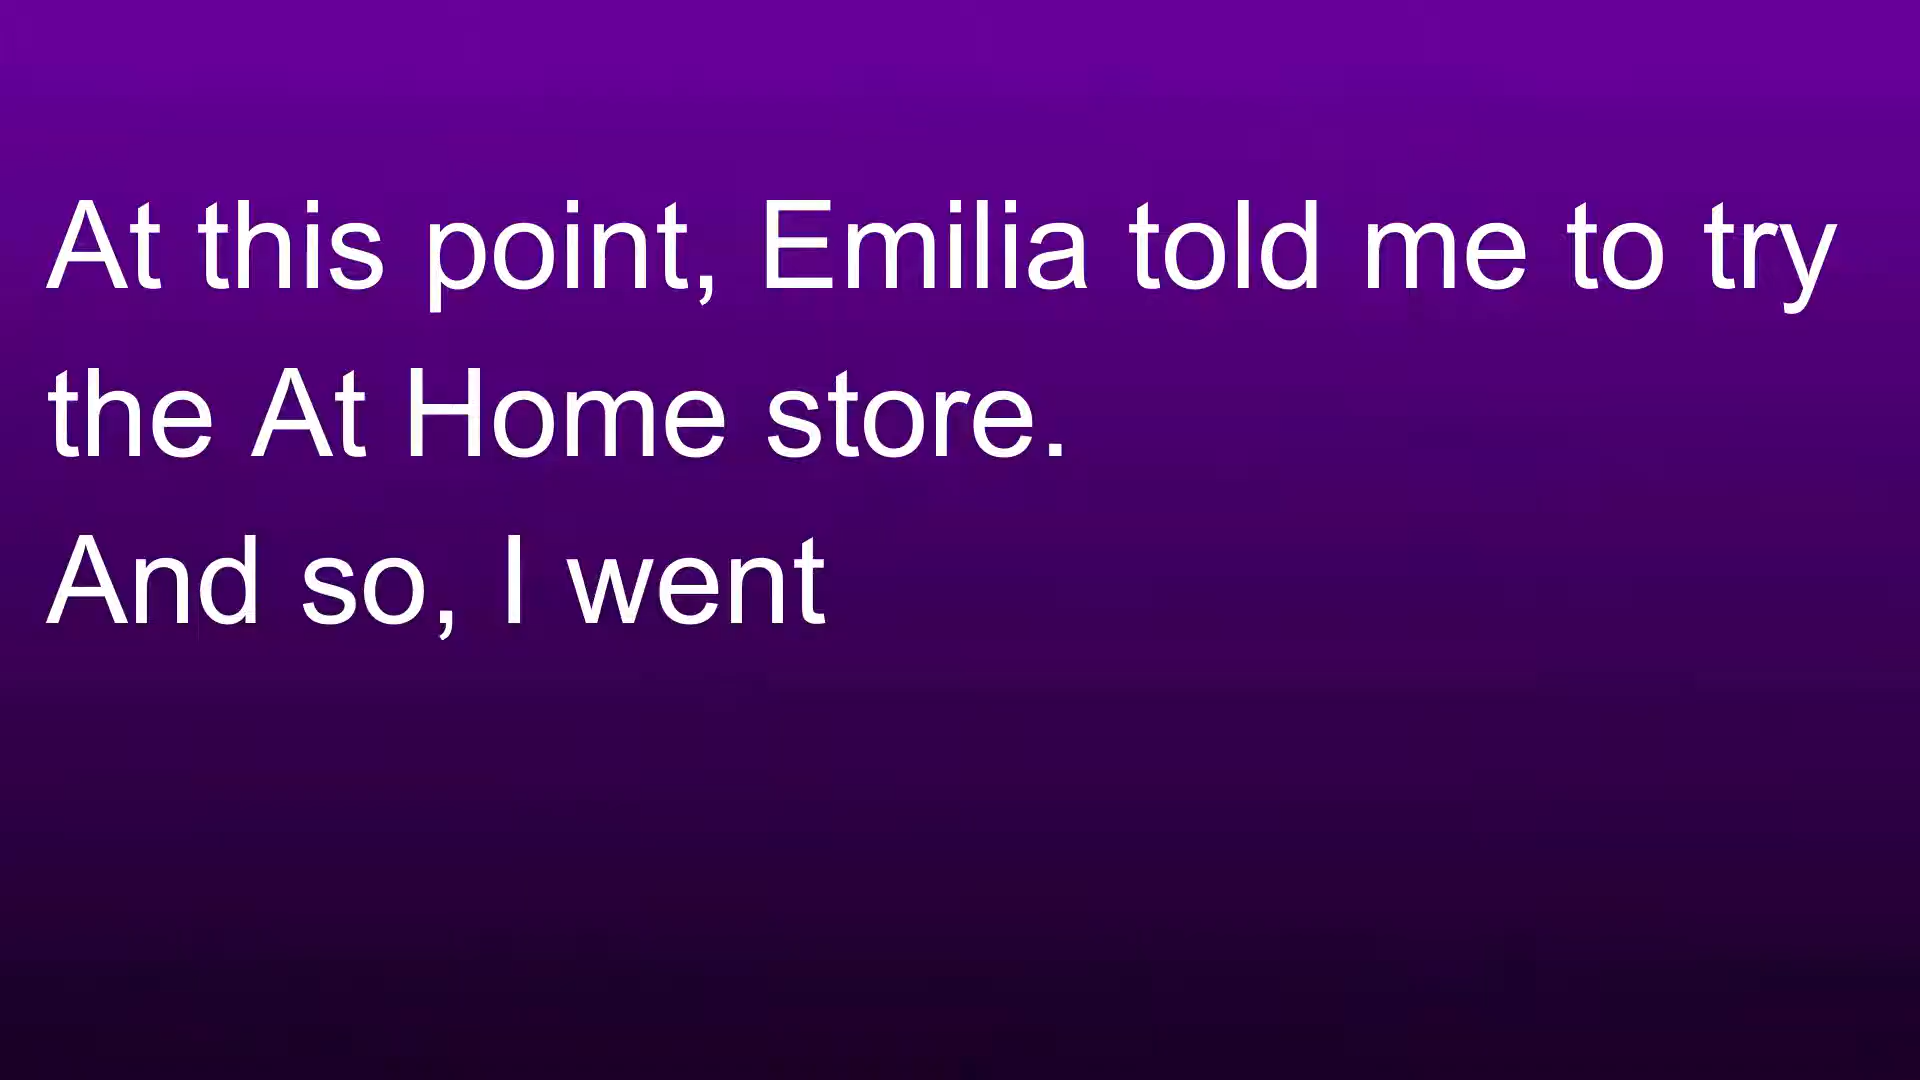 At this point, Emilia told me to try
the At Home store.
And so, I went